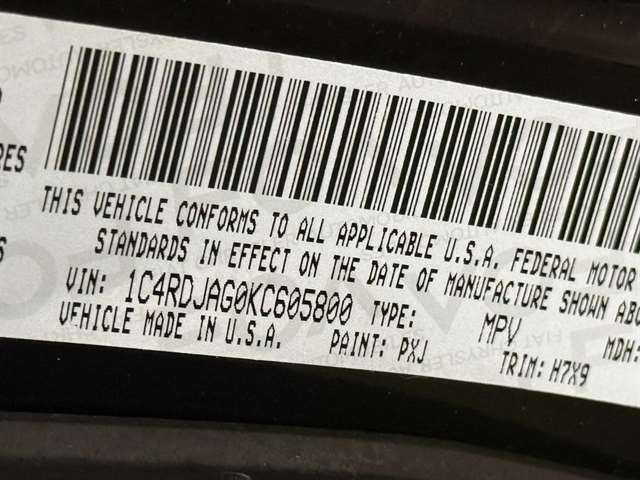 RES
S
THIS VEHICLE CONFORMS TO ALL APPLICABLE U.S.A. FEDERAL MOTOR
STANDARDS IN EFFECT ON THE DATE OF MANUFACTURE SHOWN ABO
VIN: 1C4RDJAG0KC605800 TYPE: MPV MDH:
VEHICLE MADE IN U.S.A. PAINT: PXJ TRIM: H7X9